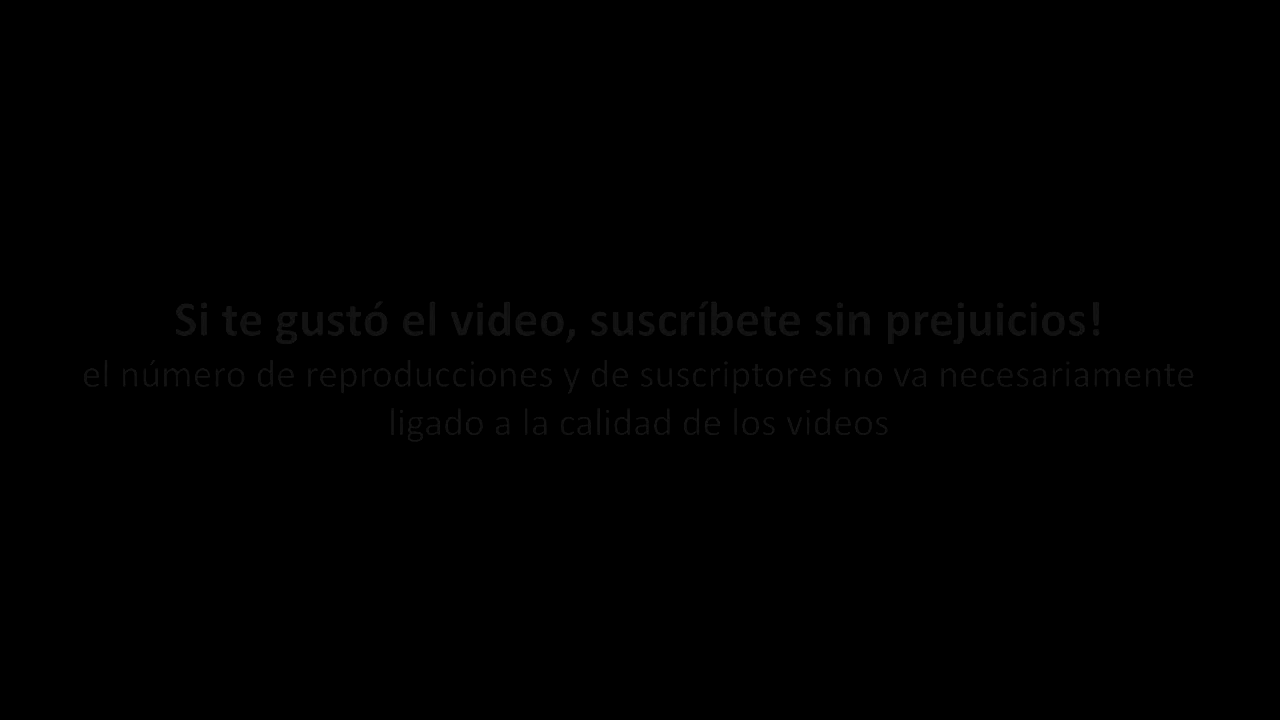 Si te gustó el video, suscríbete sin prejuicios!
el número de reproducciones y de suscriptores no va necesariamente
ligado a la calidad de los videos